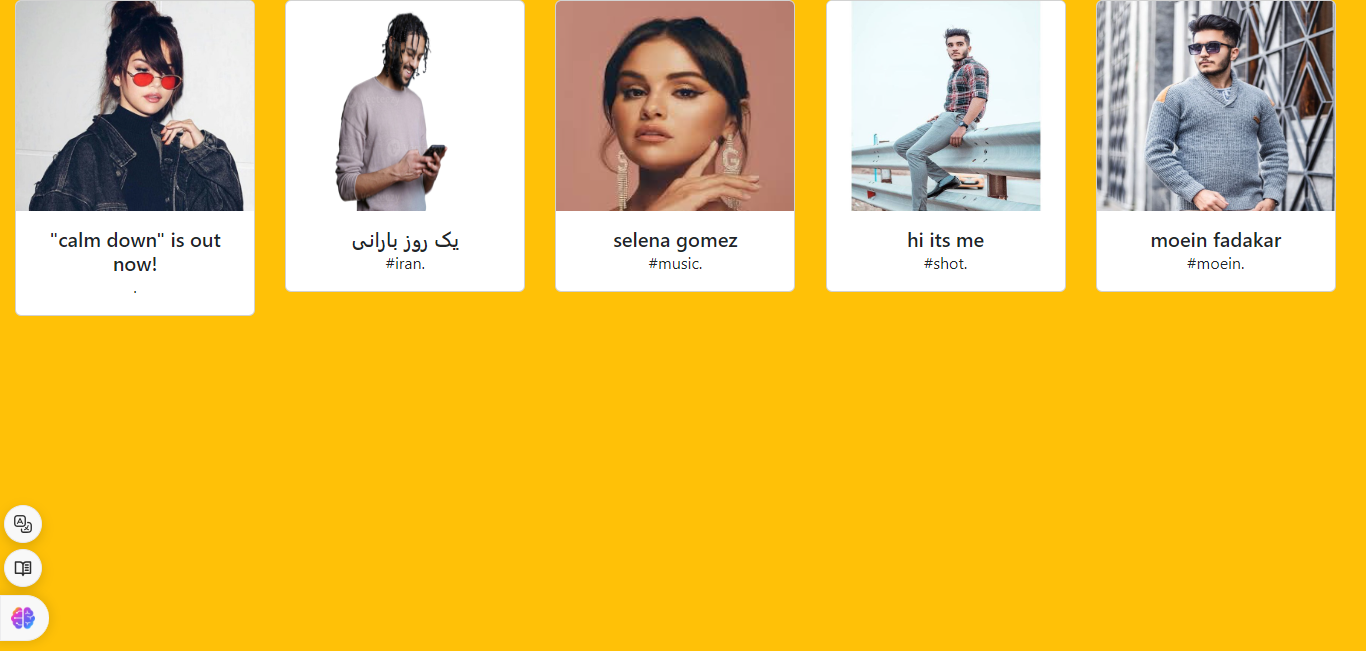 "calm down" is out
now!
.
یک روز بارانی
#iran.
selena gomez
#music.
hi its me
#shot.
moein fadakar
#moein.